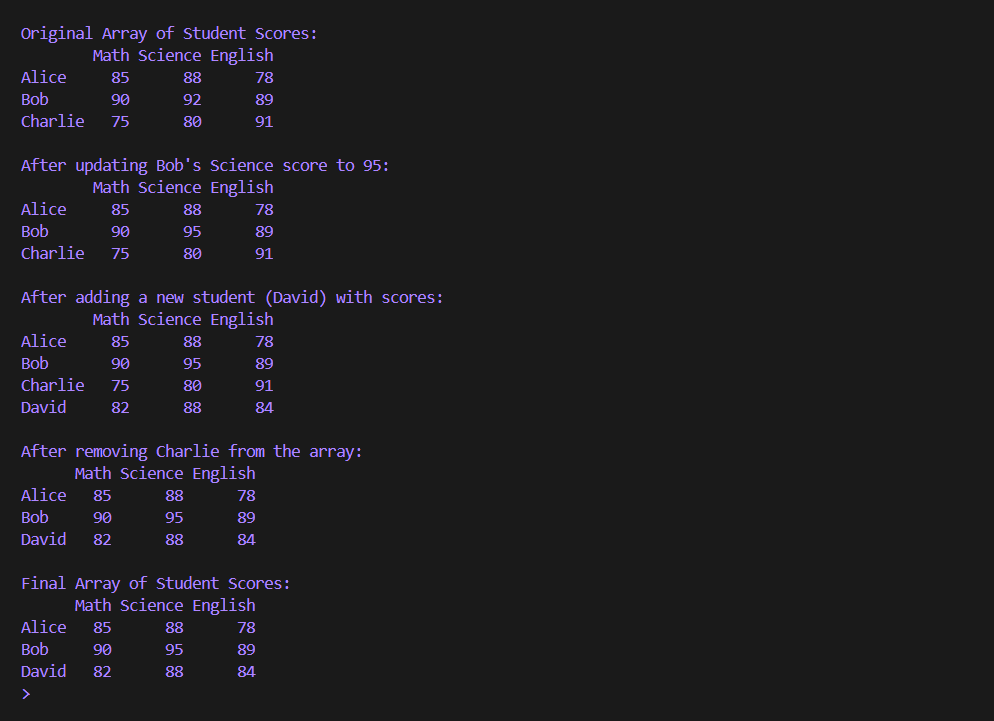 Original Array of Student Scores:
        Math Science English
Alice     85      88      78
Bob       90      92      89
Charlie   75      80      91

After updating Bob's Science score to 95:
        Math Science English
Alice     85      88      78
Bob       90      95      89
Charlie   75      80      91

After adding a new student (David) with scores:
        Math Science English
Alice     85      88      78
Bob       90      95      89
Charlie   75      80      91
David     82      88      84

After removing Charlie from the array:
      Math Science English
Alice   85      88      78
Bob     90      95      89
David   82      88      84

Final Array of Student Scores:
      Math Science English
Alice   85      88      78
Bob     90      95      89
David   82      88      84
>